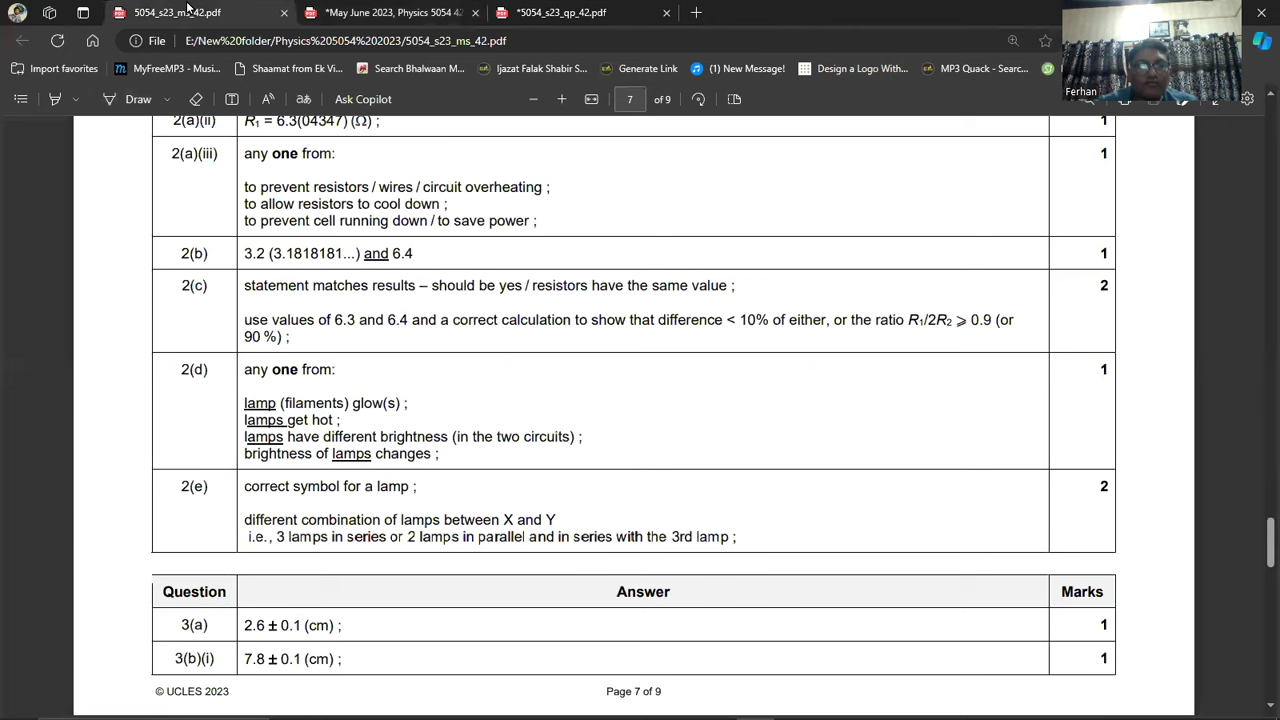 5054_s23_ms_42.pdf
*May June 2023, Physics 5054 42
*5054_s23_qp_42.pdf
File
E:/New%20folder/Physics%205054%202023/5054_s23_ms_42.pdf
Import favorites
MyFreeMP3 - Musi...
Shaamat from Ek Vi...
Search Bhalwaan M...
Ijazat Falak Shabir S...
Generate Link
(1) New Message!
Design a Logo With...
MP3 Quack - Searc...
Ferhan
Draw
Ask Copilot
7 of 9
2(a)(ii) R1 = 6.3(04347) (Ω) ; 1
2(a)(iii) any one from: 1
to prevent resistors / wires / circuit overheating ;
to allow resistors to cool down ;
to prevent cell running down / to save power ;
2(b) 3.2 (3.1818181...) and 6.4 1
2(c) statement matches results – should be yes / resistors have the same value ; 2
use values of 6.3 and 6.4 and a correct calculation to show that difference < 10% of either, or the ratio R1/2R2 ⩾ 0.9 (or
90 %) ;
2(d) any one from: 1
lamp (filaments) glow(s) ;
lamps get hot ;
lamps have different brightness (in the two circuits) ;
brightness of lamps changes ;
2(e) correct symbol for a lamp ; 2
different combination of lamps between X and Y
i.e., 3 lamps in series or 2 lamps in parallel and in series with the 3rd lamp ;
Question Answer Marks
3(a) 2.6 ± 0.1 (cm) ; 1
3(b)(i) 7.8 ± 0.1 (cm) ; 1
© UCLES 2023 Page 7 of 9